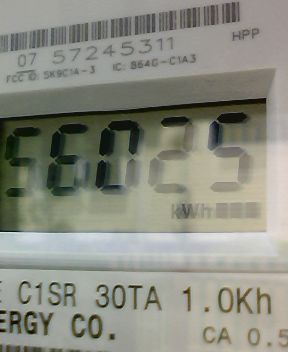 07 57245311
HPP
FCC ID: SK9C1A-3 IC: 864G-C1A3
56025
kWh
C1SR 30TA 1.0Kh
ERGY CO.
CA 0.5